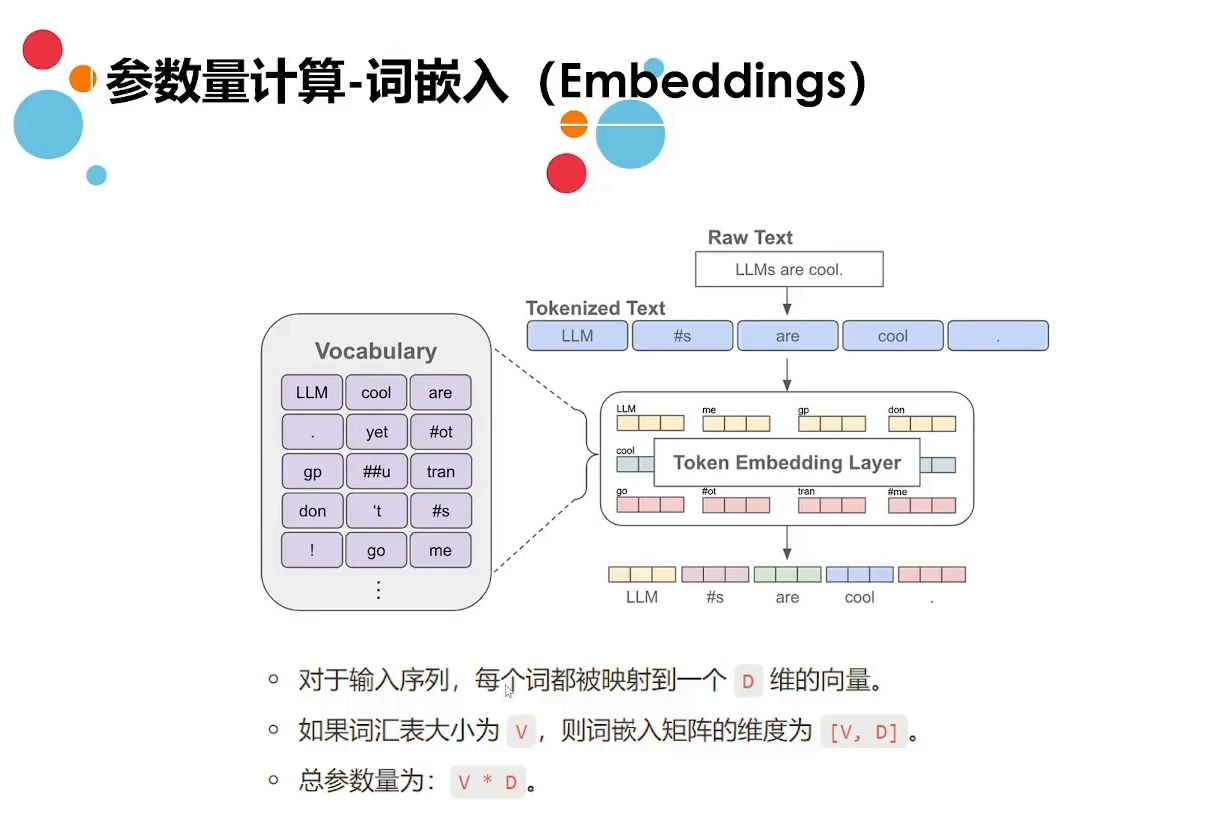 参数量计算-词嵌入（Embeddings）
Raw Text
LLMs are cool.
Tokenized Text
LLM #s are cool .
Vocabulary
LLM cool are
. yet #ot
gp ##u tran
don ‘t #s
! go me
⋮
LLM me gp don
cool
Token Embedding Layer
go #ot tran #me
LLM #s are cool .
对于输入序列，每个词都被映射到一个 D 维的向量。
如果词汇表大小为 V，则词嵌入矩阵的维度为 [V, D]。
总参数量为：V * D。